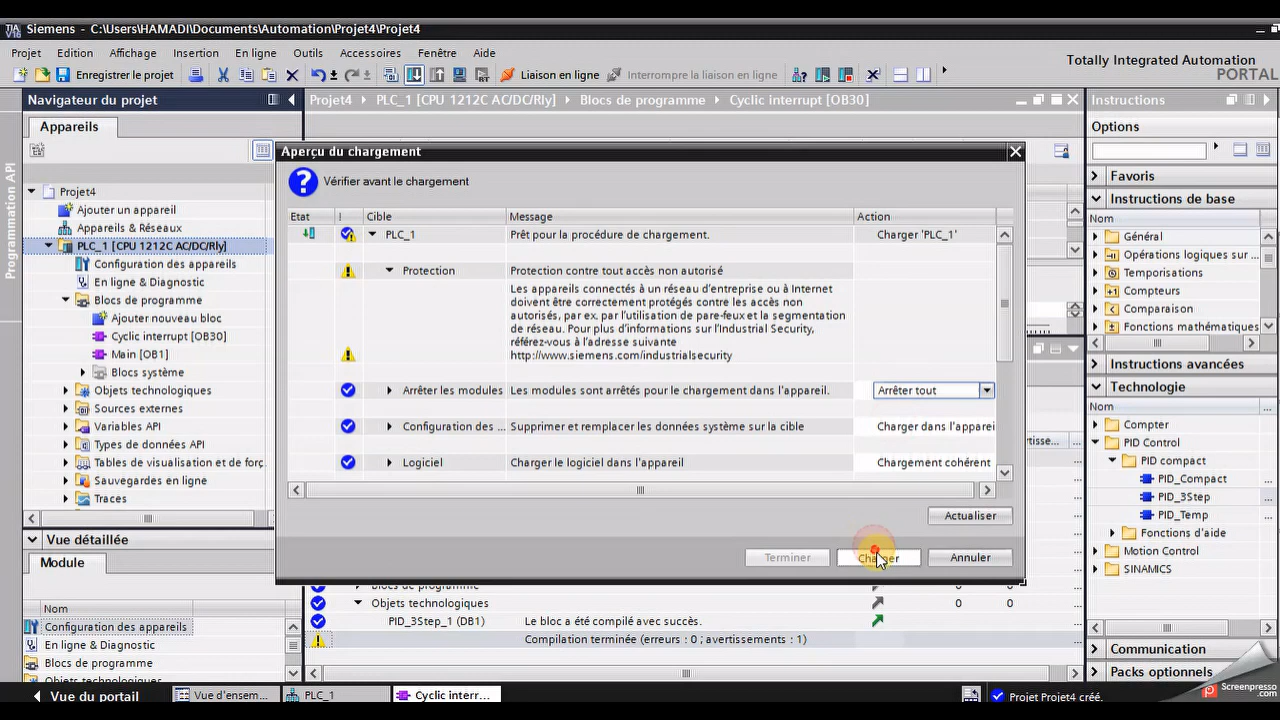 TIA
V16
Siemens - C:\Users\HAMADI\Documents\Automation\Projet4\Projet4
Projet Edition Affichage Insertion En ligne Outils Accessoires Fenêtre Aide
Enregistrer le projet Liaison en ligne Interrompre la liaison en ligne
Totally Integrated Automation
PORTAL
Navigateur du projet
Projet4 PLC_1 [CPU 1212C AC/DC/Rly] Blocs de programme Cyclic interrupt [OB30]
Instructions
Appareils
Options
Programmation API
Projet4
Ajouter un appareil
Appareils & Réseaux
PLC_1 [CPU 1212C AC/DC/Rly]
Configuration des appareils
En ligne & Diagnostic
Blocs de programme
Ajouter nouveau bloc
Cyclic interrupt [OB30]
Main [OB1]
Blocs système
Objets technologiques
Sources externes
Variables API
Types de données API
Tables de visualisation et de forç...
Sauvegardes en ligne
Traces
Vue détaillée
Module
Nom
Configuration des appareils
En ligne & Diagnostic
Blocs de programme
Objets technologiques
Aperçu du chargement
Vérifier avant le chargement
Etat ! Cible Message Action
PLC_1 Prêt pour la procédure de chargement. Charger 'PLC_1'
Protection Protection contre tout accès non autorisé
Les appareils connectés à un réseau d'entreprise ou à Internet
doivent être correctement protégés contre les accès non
autorisés, par ex. par l'utilisation de pare-feux et la segmentation
de réseau. Pour plus d'informations sur l'Industrial Security,
référez-vous à l'adresse suivante
http://www.siemens.com/industrialsecurity
Arrêter les modules Les modules sont arrêtés pour le chargement dans l'appareil. Arrêter tout
Configuration des ... Supprimer et remplacer les données système sur la cible Charger dans l'apparei
Logiciel Charger le logiciel dans l'appareil Chargement cohérent
Actualiser
Terminer Charger Annuler
rtisse...
Blocs de programme 0 0
Objets technologiques 0 0
PID_3Step_1 (DB1) Le bloc a été compilé avec succès.
Compilation terminée (erreurs : 0 ; avertissements : 1)
Favoris
Instructions de base
Nom
Général
Opérations logiques sur ...
Temporisations
Compteurs
Comparaison
Fonctions mathématiques
Instructions avancées
Technologie
Nom
Compter
PID Control
PID compact
PID_Compact
PID_3Step
PID_Temp
Fonctions d'aide
Motion Control
SINAMICS
Communication
Packs optionnels
Vue du portail Vue d'ensem... PLC_1 Cyclic interr...
Projet Projet4 créé.
Screenpresso
.com